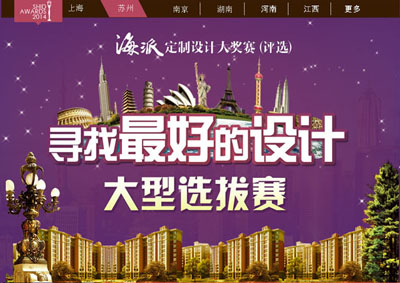 SHID
AWARDS
2014
上海 苏州 南京 湖南 河南 江西 更多
海派定制设计大奖赛(评选)
寻找最好的设计
大型选拔赛